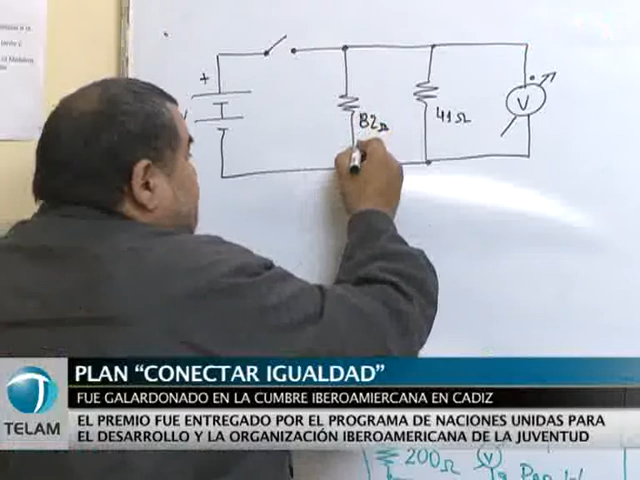 +
82Ω
41Ω
V
PLAN “CONECTAR IGUALDAD”
FUE GALARDONADO EN LA CUMBRE IBEROAMIERCANA EN CADIZ
EL PREMIO FUE ENTREGADO POR EL PROGRAMA DE NACIONES UNIDAS PARA
EL DESARROLLO Y LA ORGANIZACIÓN IBEROAMERICANA DE LA JUVENTUD
T
TELAM
200Ω
V